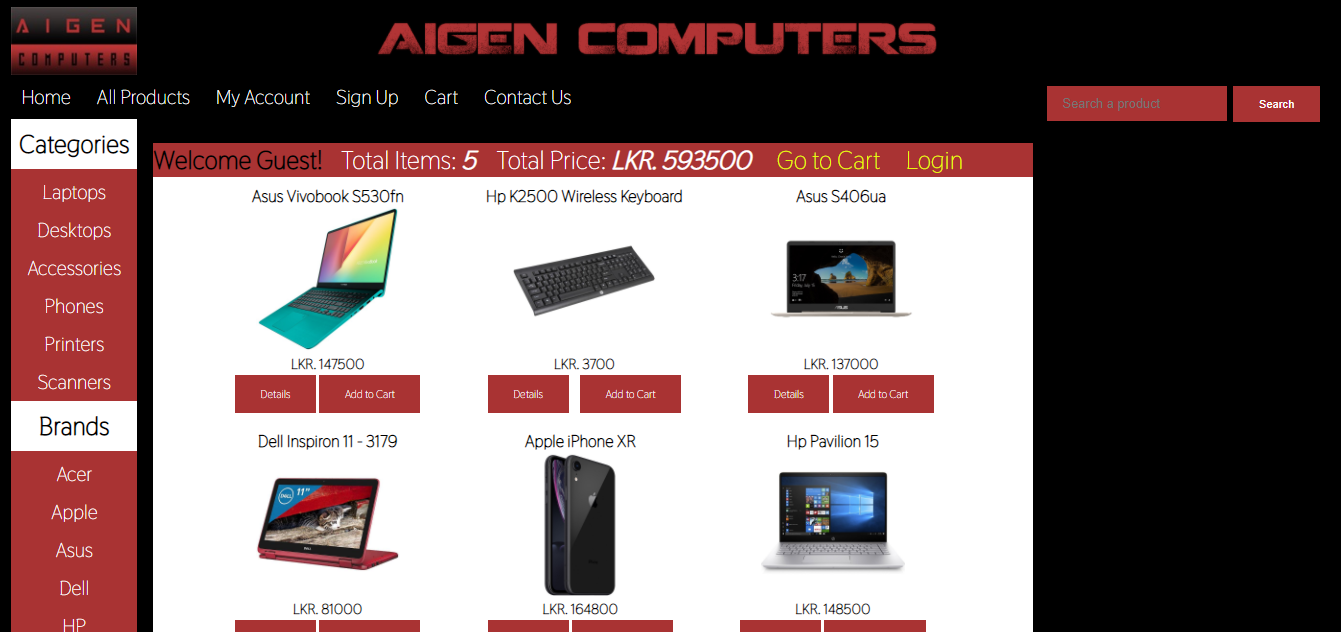 AIGEN
COMPUTERS
AIGEN COMPUTERS
Home All Products My Account Sign Up Cart Contact Us
Search a product Search
Categories
Laptops
Desktops
Accessories
Phones
Printers
Scanners
Brands
Acer
Apple
Asus
Dell
HP
Welcome Guest! Total Items: 5 Total Price: LKR. 593500 Go to Cart Login
Asus Vivobook S530fn Hp K2500 Wireless Keyboard Asus S406ua
3:17
LKR. 147500 LKR. 3700 LKR. 137000
Details Add to Cart Details Add to Cart Details Add to Cart
Dell Inspiron 11 - 3179 Apple iPhone XR Hp Pavilion 15
DELL 11"
LKR. 81000 LKR. 164800 LKR. 148500